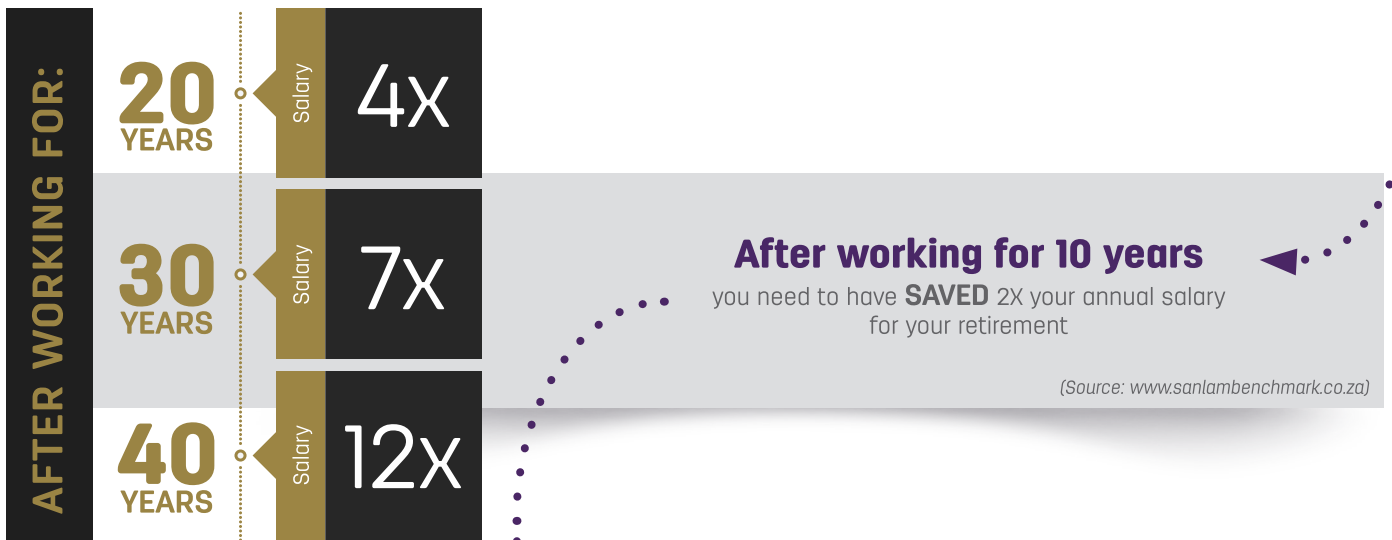 AFTER WORKING FOR:
20
YEARS
Salary
4x
30
YEARS
Salary
7x
40
YEARS
Salary
12x
After working for 10 years
you need to have SAVED 2X your annual salary
for your retirement
(Source: www.sanlambenchmark.co.za)